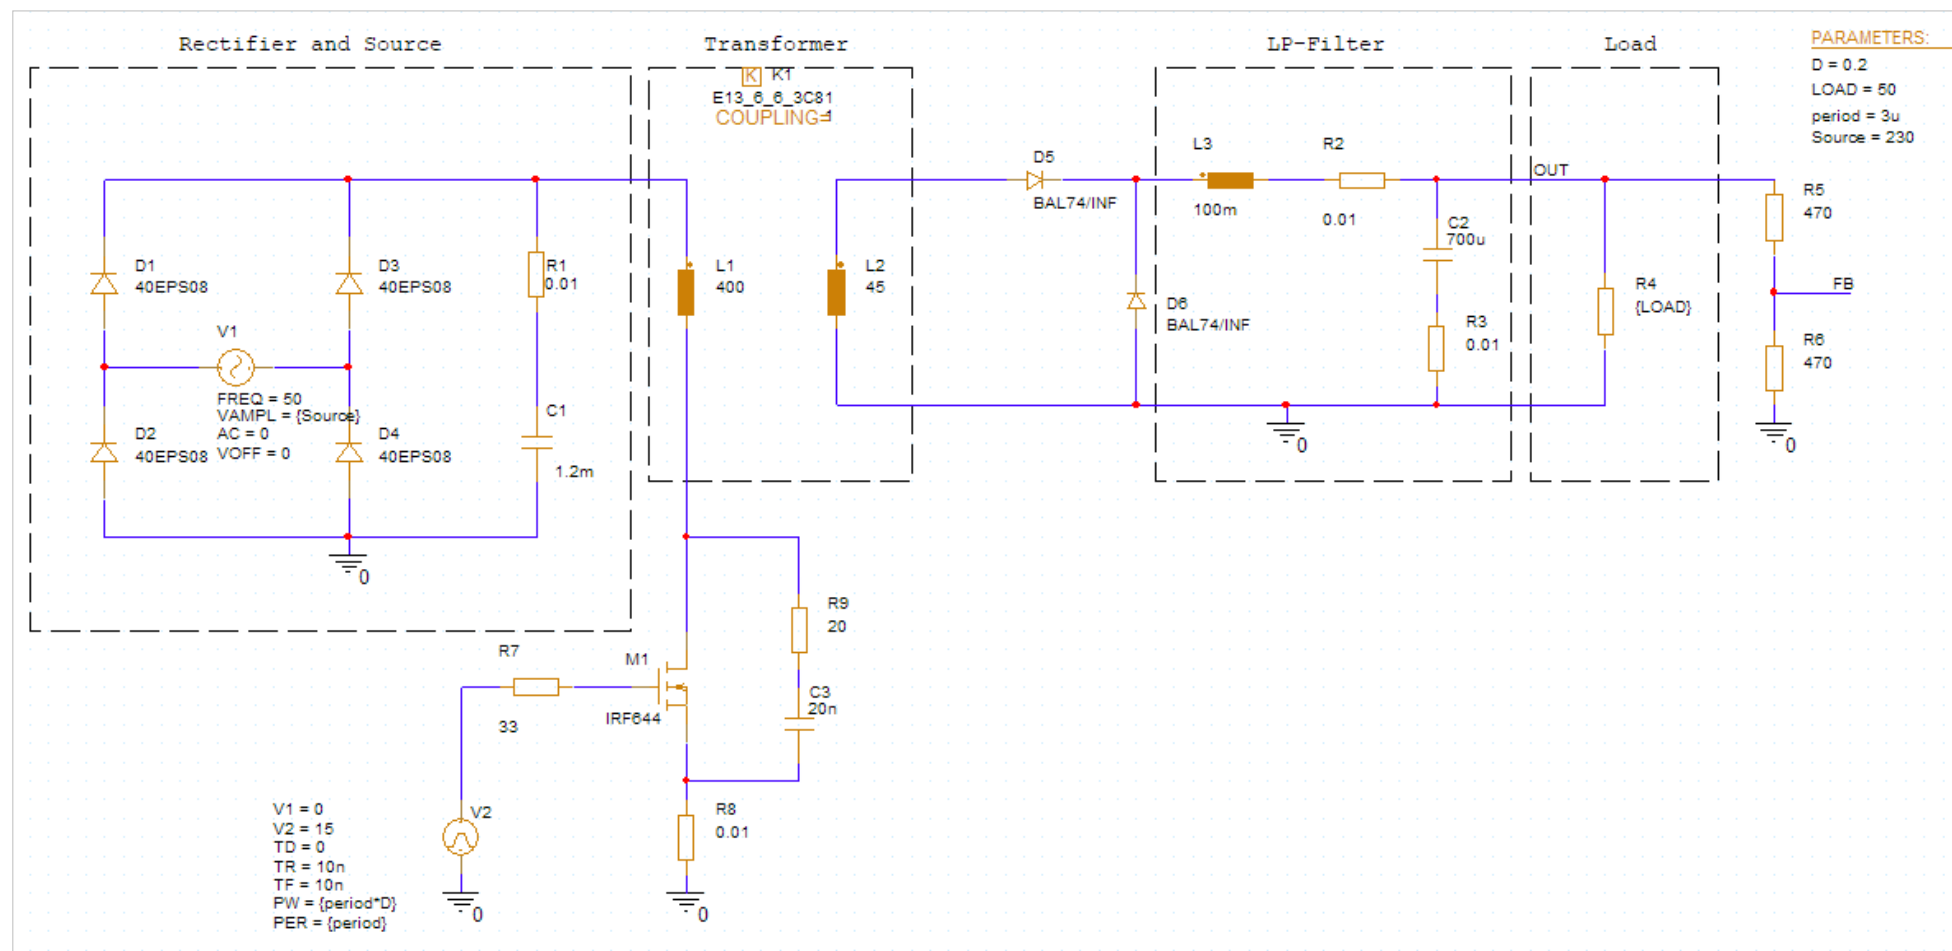 Rectifier and Source
Transformer
LP-Filter
Load
PARAMETERS:
D = 0.2
LOAD = 50
period = 3u
Source = 230
K K1
E13_6_6_3C81
COUPLING=1
D1
40EPS08
D3
40EPS08
R1
0.01
V1
FREQ = 50
VAMPL = {Source}
AC = 0
VOFF = 0
D2
40EPS08
D4
40EPS08
C1
1.2m
0
L1
400
L2
45
D5
BAL74/INF
D6
BAL74/INF
L3
100m
R2
0.01
C2
700u
R3
0.01
0
OUT
R4
{LOAD}
R5
470
FB
R6
470
0
R7
33
M1
IRF644
R9
20
C3
20n
R8
0.01
0
V2
0
V1 = 0
V2 = 15
TD = 0
TR = 10n
TF = 10n
PW = {period*D}
PER = {period}